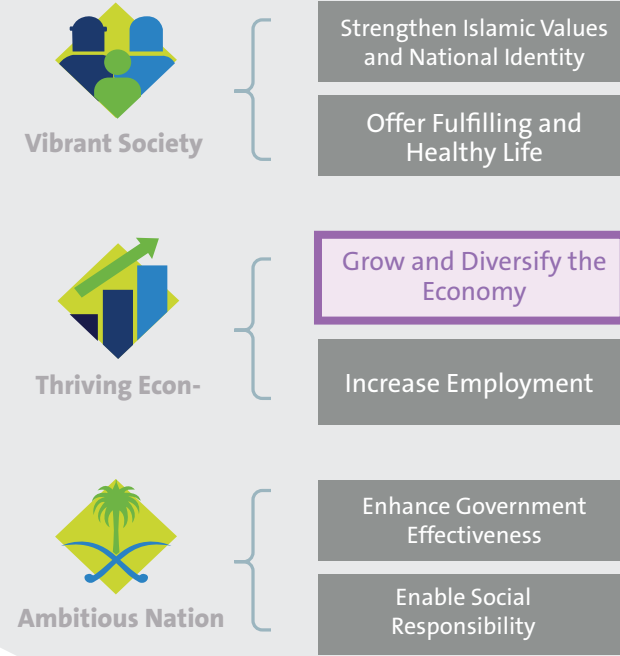 Vibrant Society
Strengthen Islamic Values
and National Identity
Offer Fulfilling and
Healthy Life
Thriving Econ-
Grow and Diversify the
Economy
Increase Employment
Ambitious Nation
Enhance Government
Effectiveness
Enable Social
Responsibility